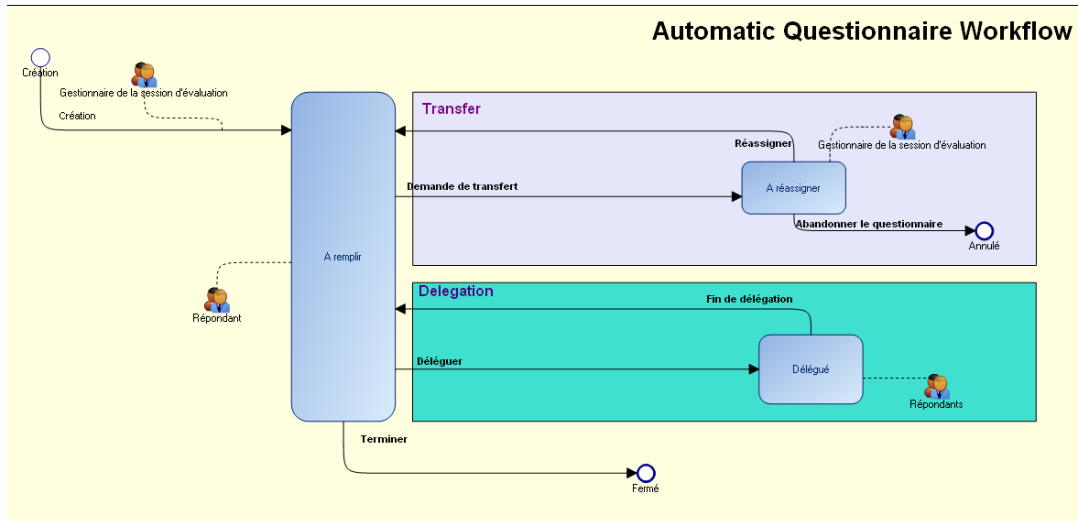 Automatic Questionnaire Workflow
Création
Gestionnaire de la session d'évaluation
Création
Transfer
Réassigner
Gestionnaire de la session d'évaluation
Demande de transfert
A réassigner
Abandonner le questionnaire
Annulé
A remplir
Répondant
Delegation
Fin de délégation
Déléguer
Délégué
Répondants
Terminer
Fermé